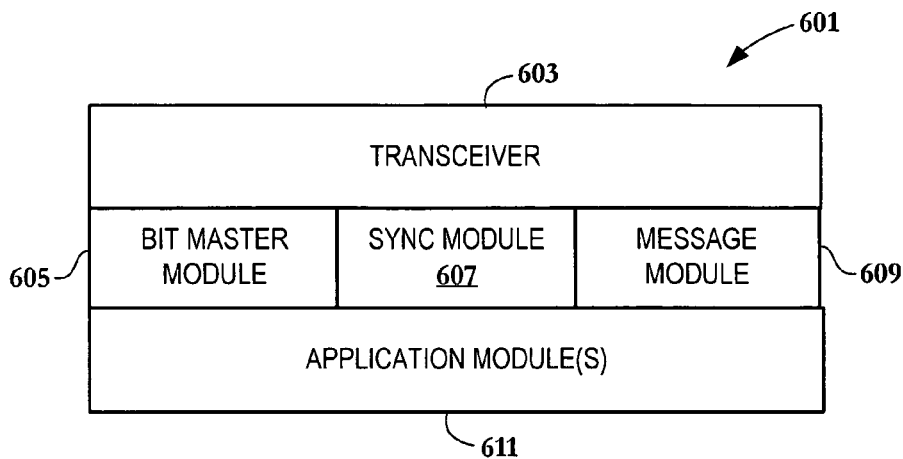 601
603
TRANSCEIVER
BIT MASTER
MODULE
SYNC MODULE
607
MESSAGE
MODULE
605
609
APPLICATION MODULE(S)
611